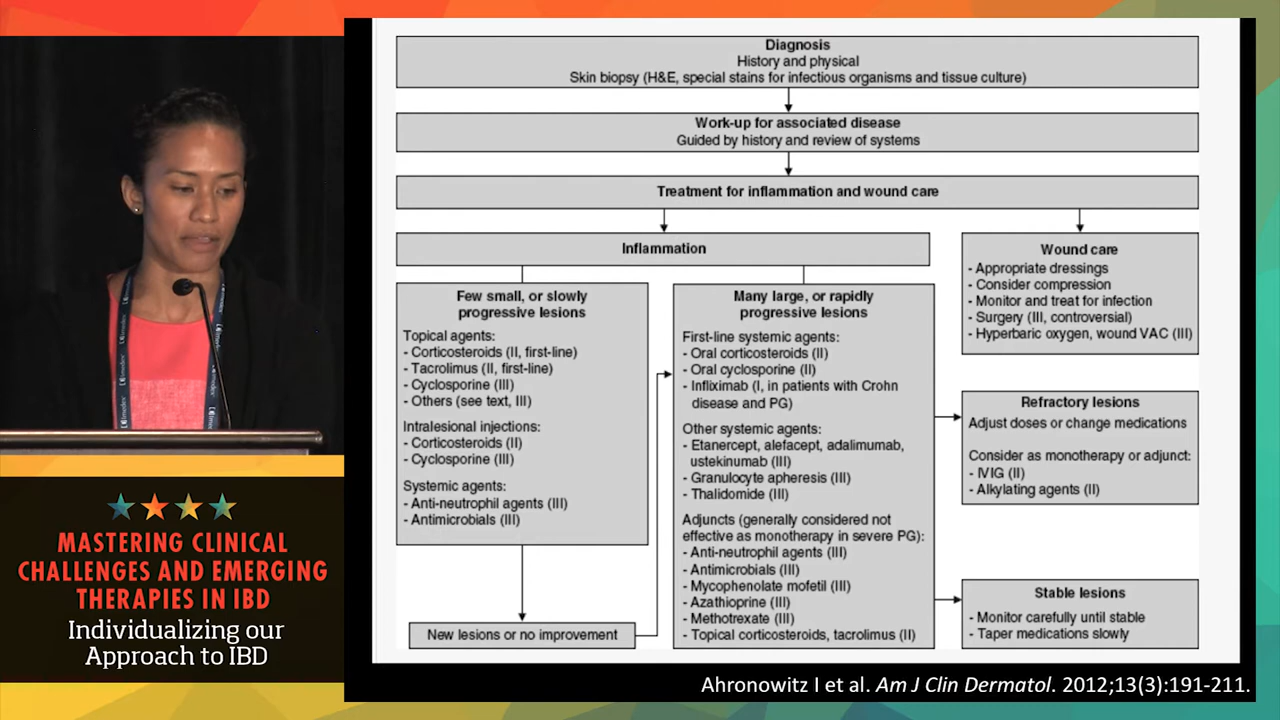 Diagnosis
History and physical
Skin biopsy (H&E, special stains for infectious organisms and tissue culture)
Work-up for associated disease
Guided by history and review of systems
Treatment for inflammation and wound care
Inflammation
Few small, or slowly
progressive lesions
Topical agents:
- Corticosteroids (II, first-line)
- Tacrolimus (II, first-line)
- Cyclosporine (III)
- Others (see text, III)
Intralesional injections:
- Corticosteroids (II)
- Cyclosporine (III)
Systemic agents:
- Anti-neutrophil agents (III)
- Antimicrobials (III)
New lesions or no improvement
Many large, or rapidly
progressive lesions
First-line systemic agents:
- Oral corticosteroids (II)
- Oral cyclosporine (II)
- Infliximab (I, in patients with Crohn
disease and PG)
Other systemic agents:
- Etanercept, alefacept, adalimumab,
ustekinumab (III)
- Granulocyte apheresis (III)
- Thalidomide (III)
Adjuncts (generally considered not
effective as monotherapy in severe PG):
- Anti-neutrophil agents (III)
- Antimicrobials (III)
- Mycophenolate mofetil (III)
- Azathioprine (III)
- Methotrexate (III)
- Topical corticosteroids, tacrolimus (II)
Wound care
- Appropriate dressings
- Consider compression
- Monitor and treat for infection
- Surgery (III, controversial)
- Hyperbaric oxygen, wound VAC (III)
Refractory lesions
Adjust doses or change medications
Consider as monotherapy or adjunct:
- IVIG (II)
- Alkylating agents (II)
Stable lesions
- Monitor carefully until stable
- Taper medications slowly
Ahronowitz I et al. Am J Clin Dermatol. 2012;13(3):191-211.
MASTERING CLINICAL
CHALLENGES AND EMERGING
THERAPIES IN IBD
Individualizing our
Approach to IBD